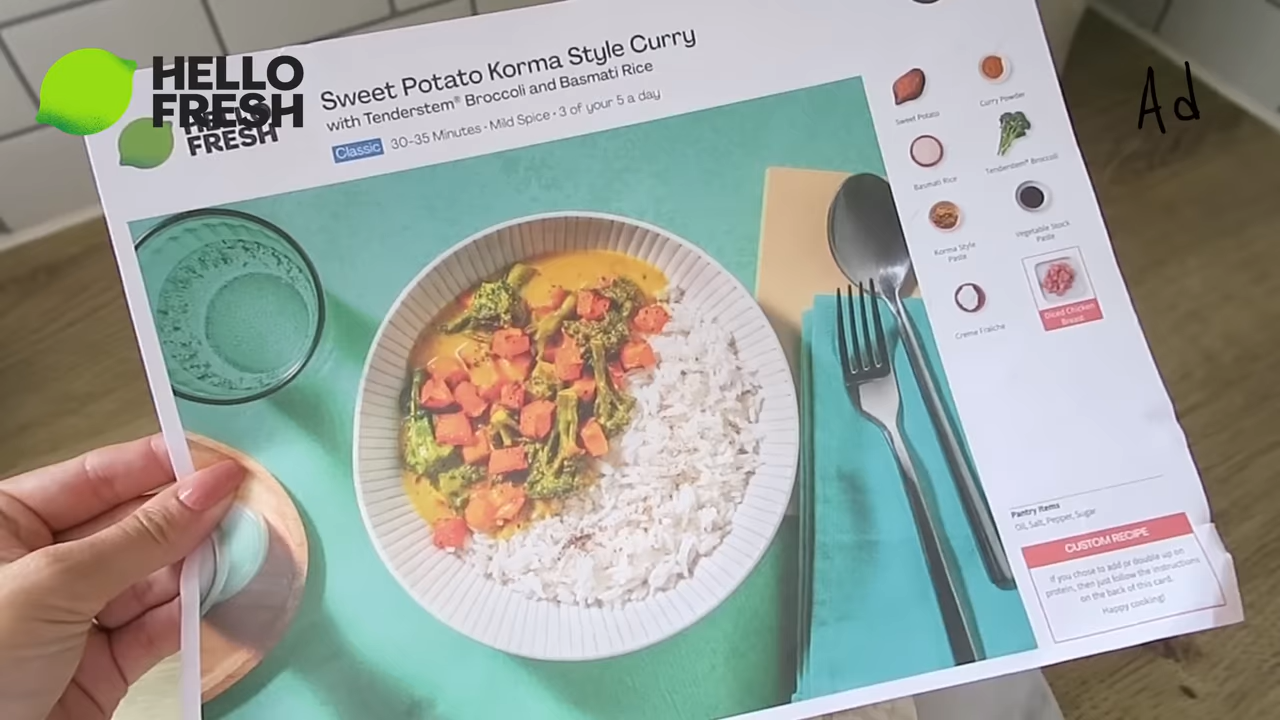 HELLO
FRESH
HELLO
FRESH
Sweet Potato Korma Style Curry
with Tenderstem® Broccoli and Basmati Rice
Classic 30-35 Minutes • Mild Spice • 3 of your 5 a day
Ad
Sweet Potato
Curry Powder
Basmati Rice
Tenderstem® Broccoli
Korma Style
Paste
Vegetable Stock
Paste
Creme Fraiche
Diced Chicken
Breast
Pantry Items
Oil, Salt, Pepper, Sugar
CUSTOM RECIPE
If you chose to add or double up on
protein, then just follow the instructions
on the back of this card.
Happy cooking!